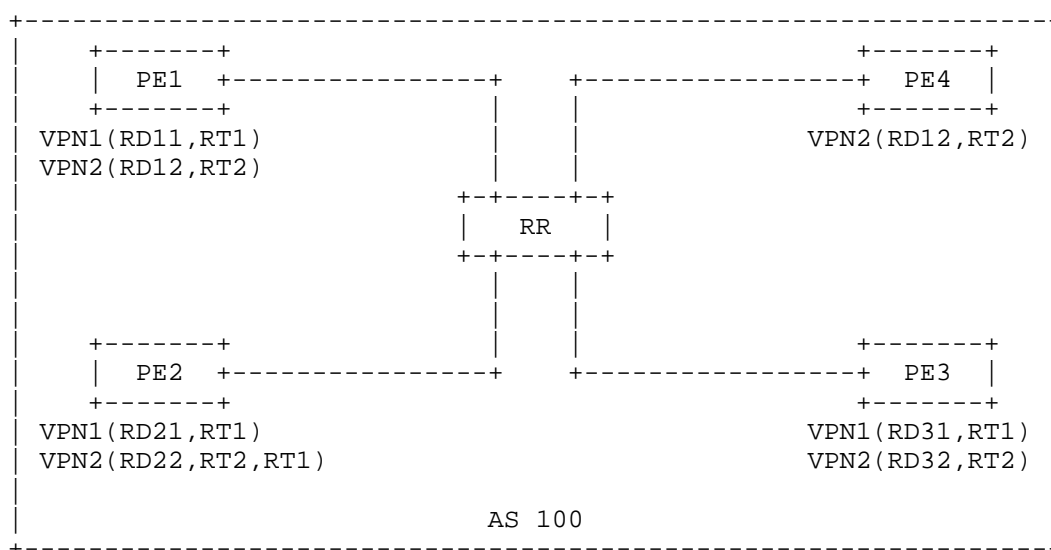 PE1 PE4
VPN1(RD11,RT1) VPN2(RD12,RT2)
VPN2(RD12,RT2)
RR
PE2 PE3
VPN1(RD21,RT1) VPN1(RD31,RT1)
VPN2(RD22,RT2,RT1) VPN2(RD32,RT2)
AS 100